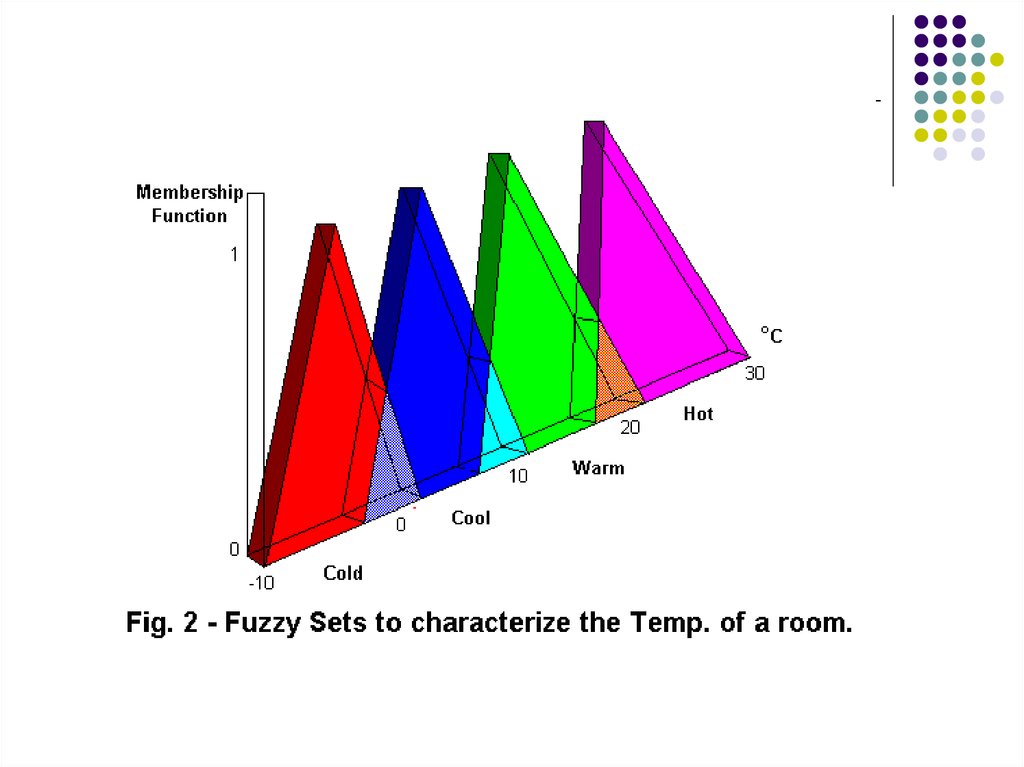 -
Membership
Function
1
°C
30
Hot
20
Warm
10
Cool
0
0
Cold
-10
Fig. 2 - Fuzzy Sets to characterize the Temp. of a room.